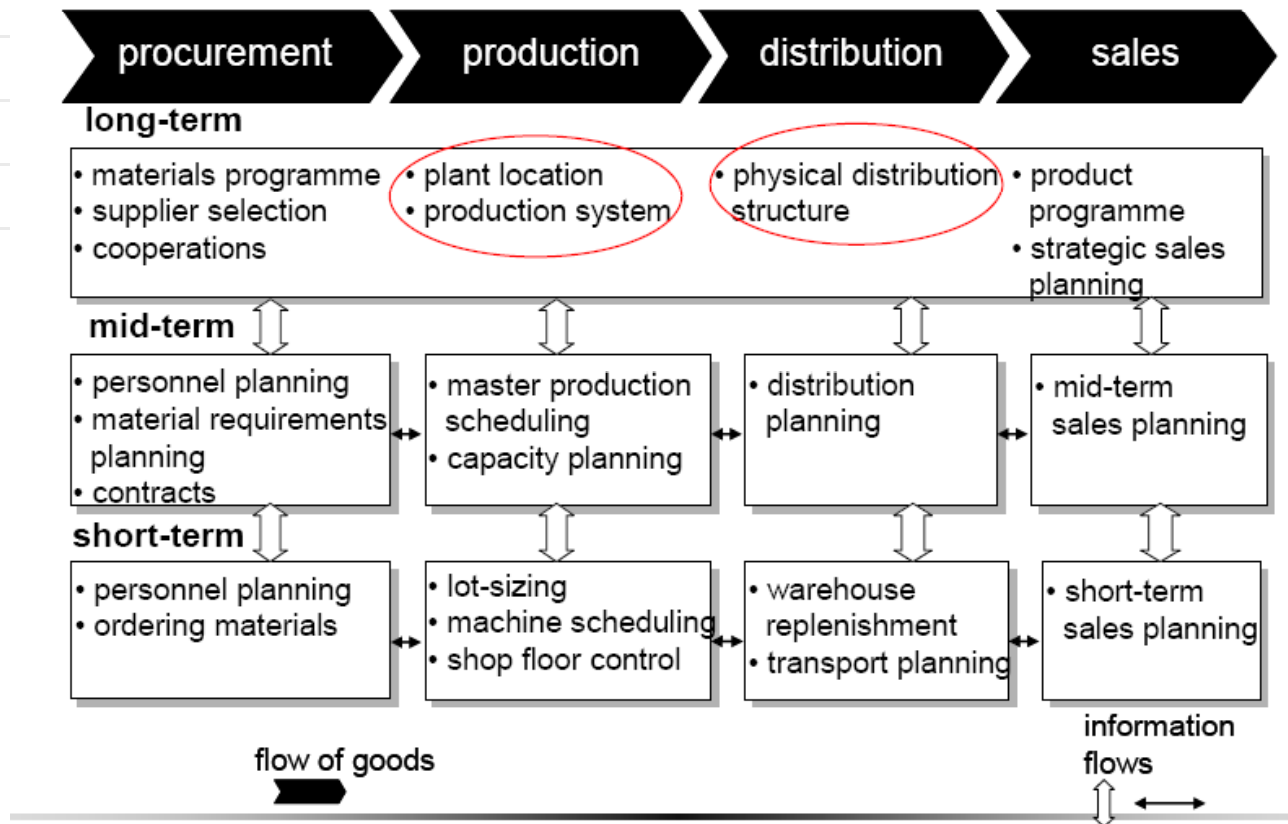 procurement
production
distribution
sales
long-term
• materials programme
• supplier selection
• cooperations
• plant location
• production system
• physical distribution
structure
• product
programme
• strategic sales
planning
mid-term
• personnel planning
• material requirements
planning
• contracts
• master production
scheduling
• capacity planning
• distribution
planning
• mid-term
sales planning
short-term
• personnel planning
• ordering materials
• lot-sizing
• machine scheduling
• shop floor control
• warehouse
replenishment
• transport planning
• short-term
sales planning
flow of goods
information
flows